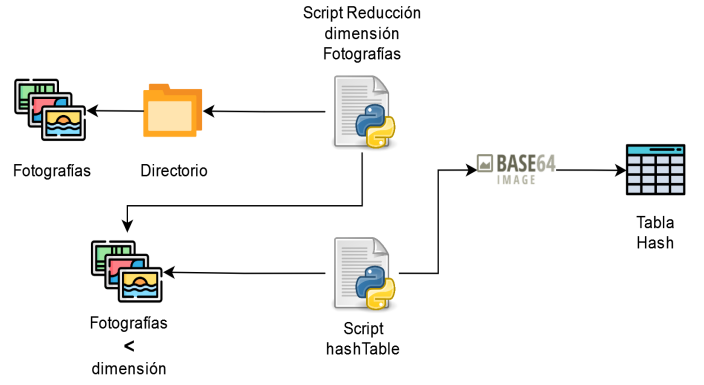 Script Reducción
dimensión
Fotografías
Fotografías
Directorio
BASE64
IMAGE
Tabla
Hash
Fotografías
<
dimensión
Script
hashTable